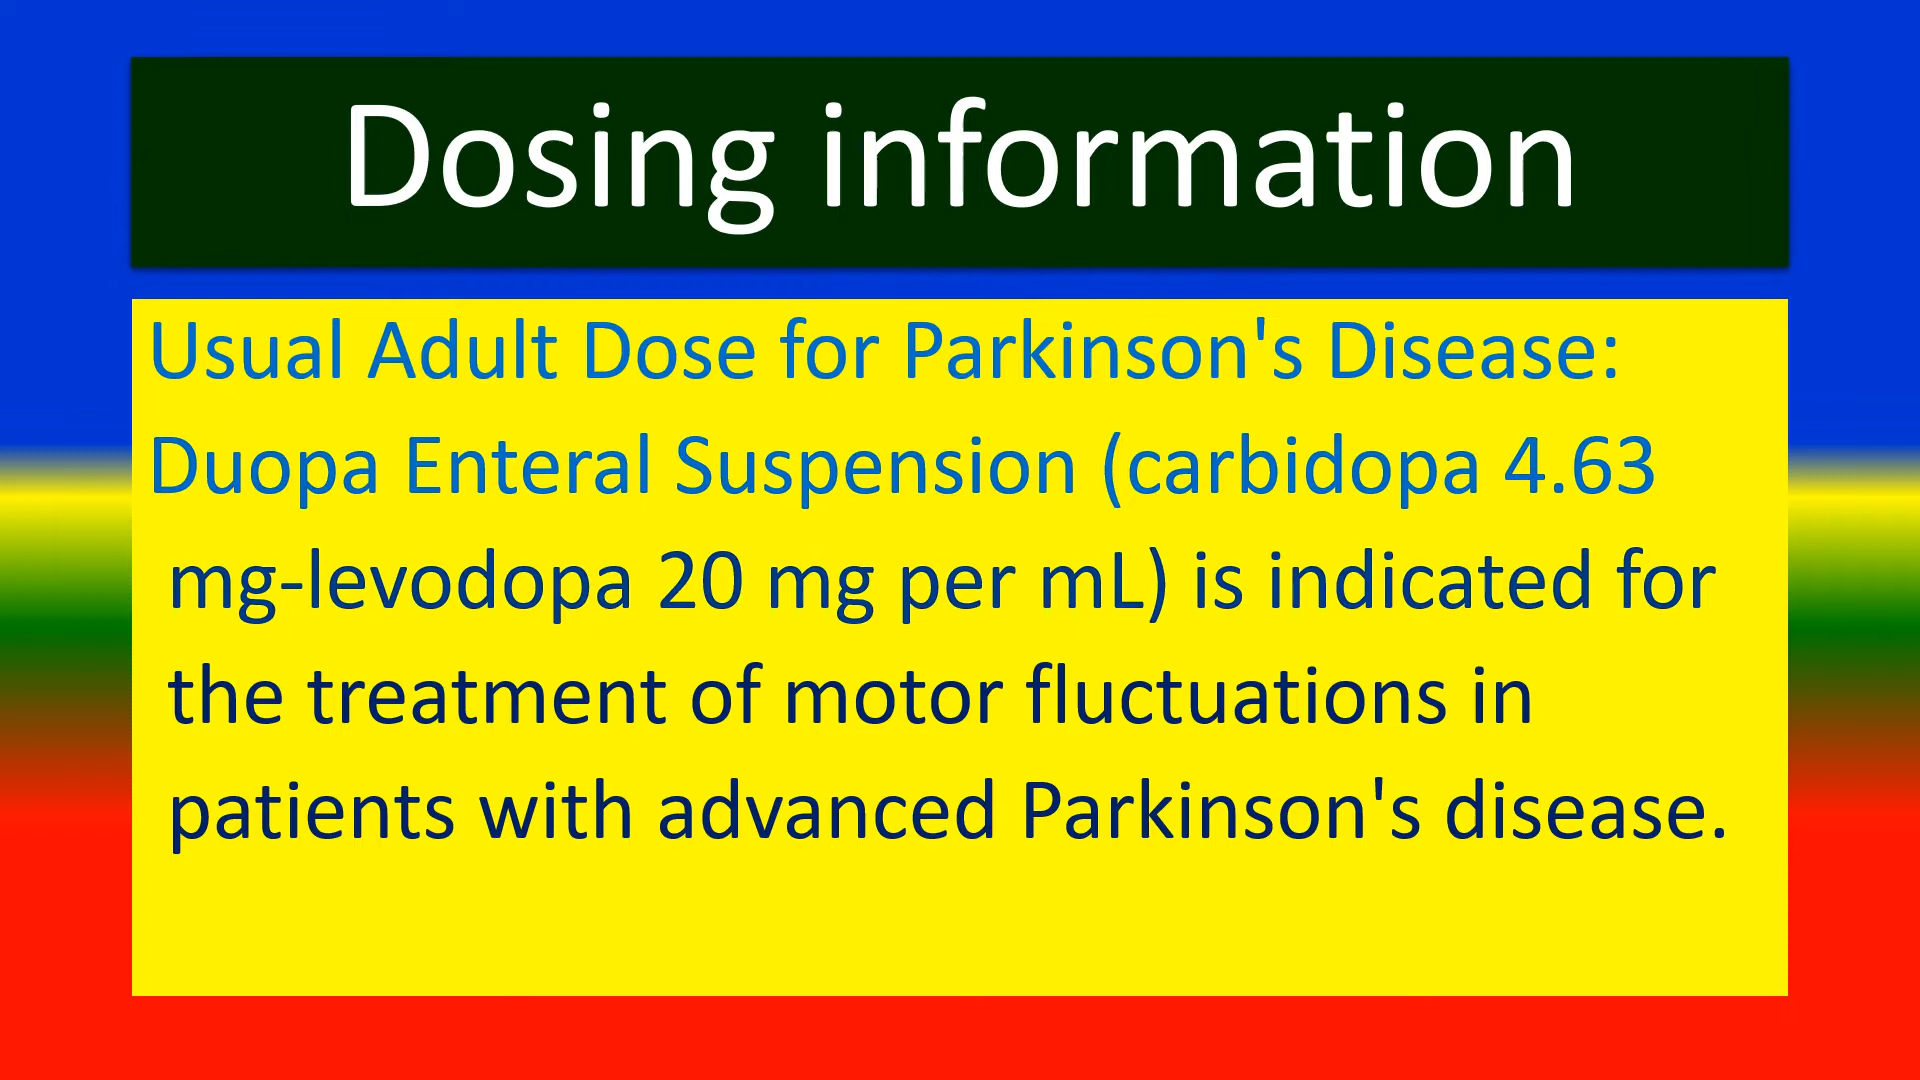 Dosing information
Usual Adult Dose for Parkinson's Disease:
Duopa Enteral Suspension (carbidopa 4.63
mg-levodopa 20 mg per mL) is indicated for
the treatment of motor fluctuations in
patients with advanced Parkinson's disease.